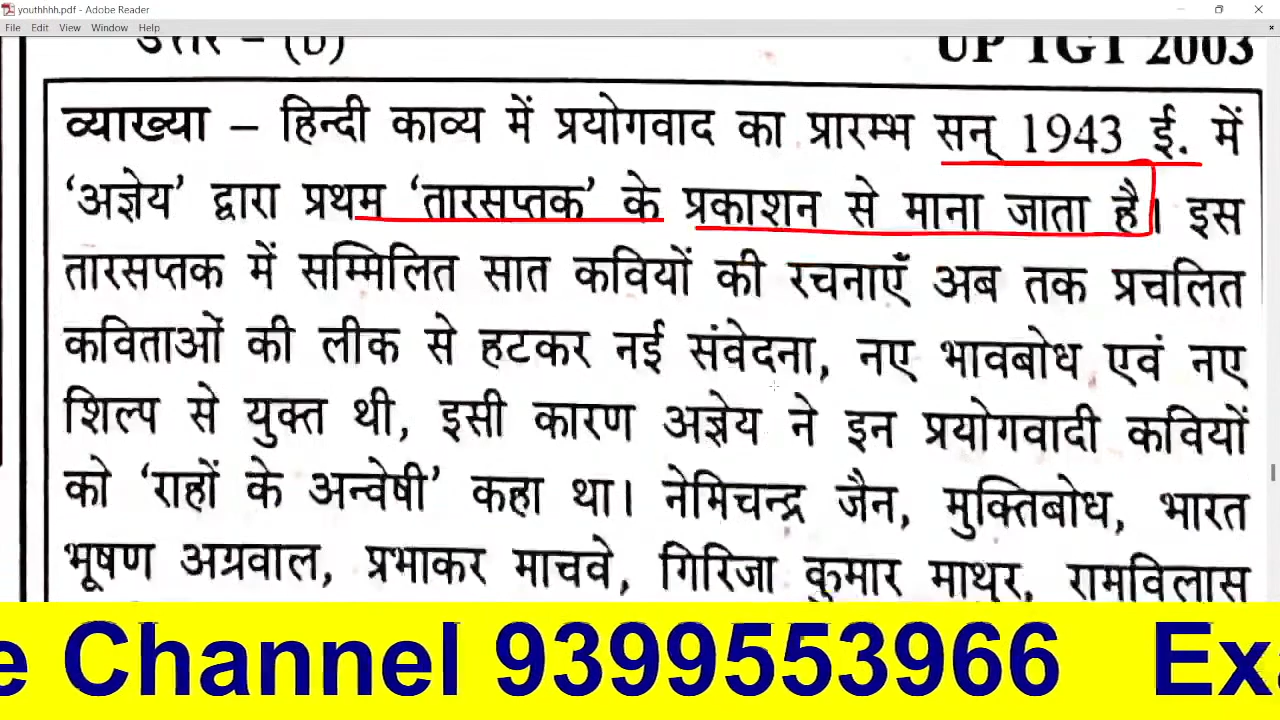 youthhhh.pdf - Adobe Reader
File Edit View Window Help
उत्तर – (b) UP TGT 2003
व्याख्या – हिन्दी काव्य में प्रयोगवाद का प्रारम्भ सन् 1943 ई. में
‘अज्ञेय’ द्वारा प्रथम ‘तारसप्तक’ के प्रकाशन से माना जाता है। इस
तारसप्तक में सम्मिलित सात कवियों की रचनाएँ अब तक प्रचलित
कविताओं की लीक से हटकर नई संवेदना, नए भावबोध एवं नए
शिल्प से युक्त थी, इसी कारण अज्ञेय ने इन प्रयोगवादी कवियों
को ‘राहों के अन्वेषी’ कहा था। नेमिचन्द्र जैन, मुक्तिबोध, भारत
भूषण अग्रवाल, प्रभाकर माचवे, गिरिजा कुमार माथुर, रामविलास
e Channel 9399553966 Exa